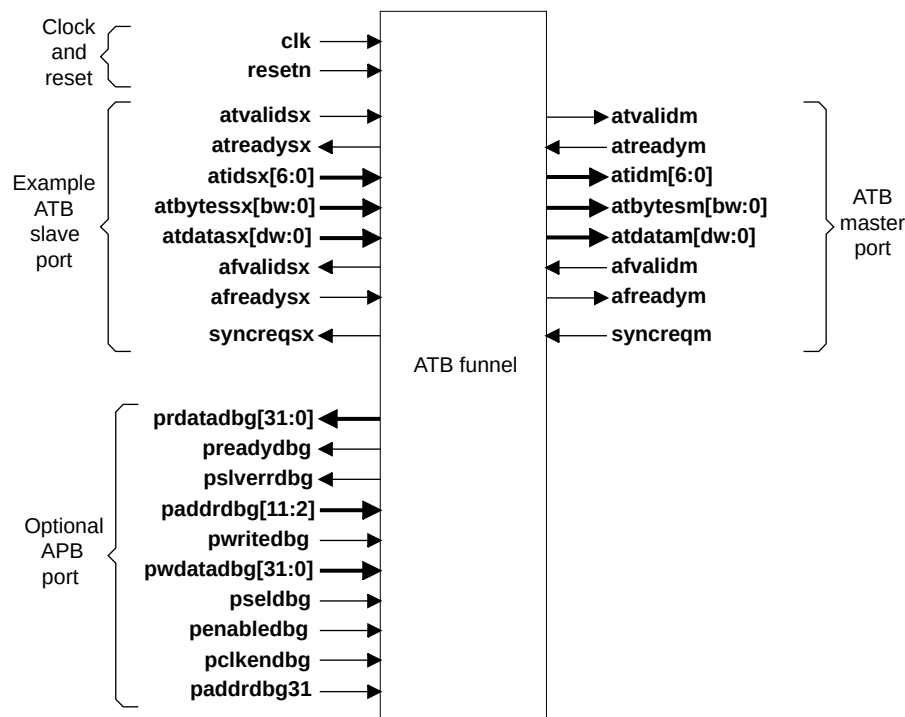 Clock
and
reset
clk
resetn
Example
ATB
slave
port
atvalidsx
atreadysx
atidsx[6:0]
atbytessx[bw:0]
atdatasx[dw:0]
afvalidsx
afreadysx
syncreqsx
ATB funnel
atvalidm
atreadym
atidm[6:0]
atbytesm[bw:0]
atdatam[dw:0]
afvalidm
afreadym
syncreqm
ATB
master
port
Optional
APB
port
prdatadbg[31:0]
preadydbg
pslverrdbg
paddrdbg[11:2]
pwritedbg
pwdatadbg[31:0]
pseldbg
penabledbg
pclkendbg
paddrdbg31